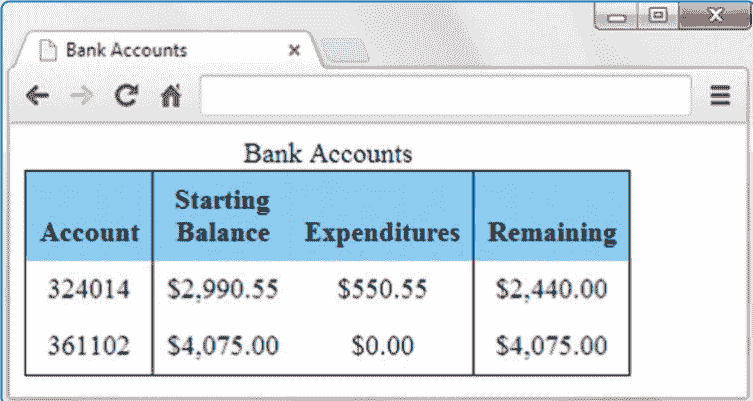 Bank Accounts
Bank Accounts
Starting
Account Balance Expenditures Remaining
324014 $2,990.55 $550.55 $2,440.00
361102 $4,075.00 $0.00 $4,075.00